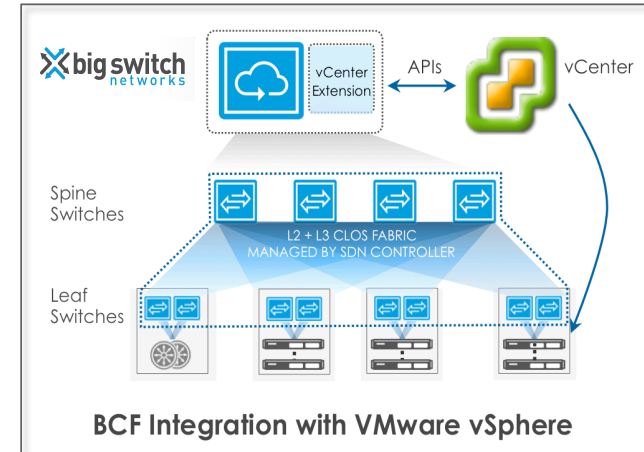 big switch
networks
vCenter
Extension
APIs
vCenter
Spine
Switches
L2 + L3 CLOS FABRIC
MANAGED BY SDN CONTROLLER
Leaf
Switches
BCF Integration with VMware vSphere